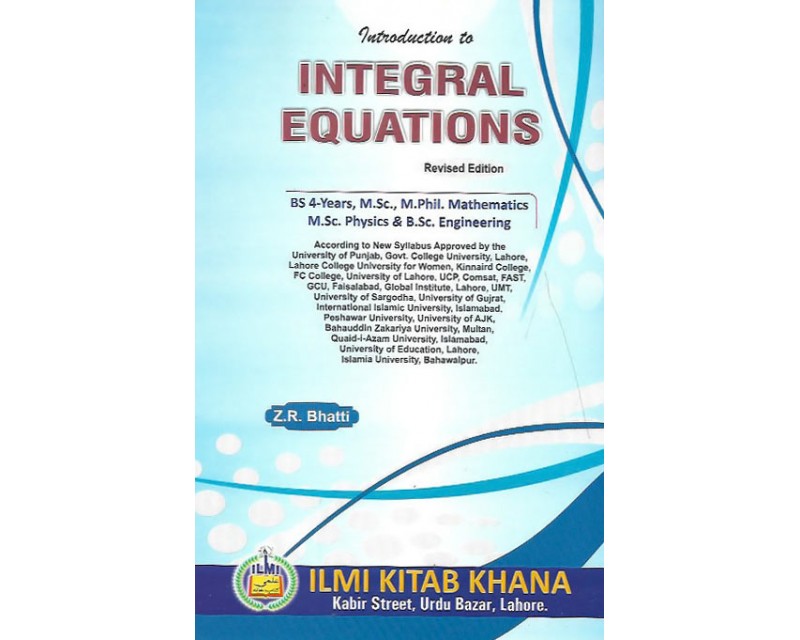 Introduction to
INTEGRAL
EQUATIONS
Revised Edition
BS 4-Years, M.Sc., M.Phil. Mathematics
M.Sc. Physics & B.Sc. Engineering
According to New Syllabus Approved by the
University of Punjab, Govt. College University, Lahore,
Lahore College University for Women, Kinnaird College,
FC College, University of Lahore, UCP, Comsat, FAST,
GCU, Faisalabad, Global Institute, Lahore, UMT,
University of Sargodha, University of Gujrat,
International Islamic University, Islamabad,
Peshawar University, University of AJK,
Bahauddin Zakariya University, Multan,
Quaid-i-Azam University, Islamabad,
University of Education, Lahore,
Islamia University, Bahawalpur.
Z.R. Bhatti
ILMI
ILMI KITAB KHANA
Kabir Street, Urdu Bazar, Lahore.